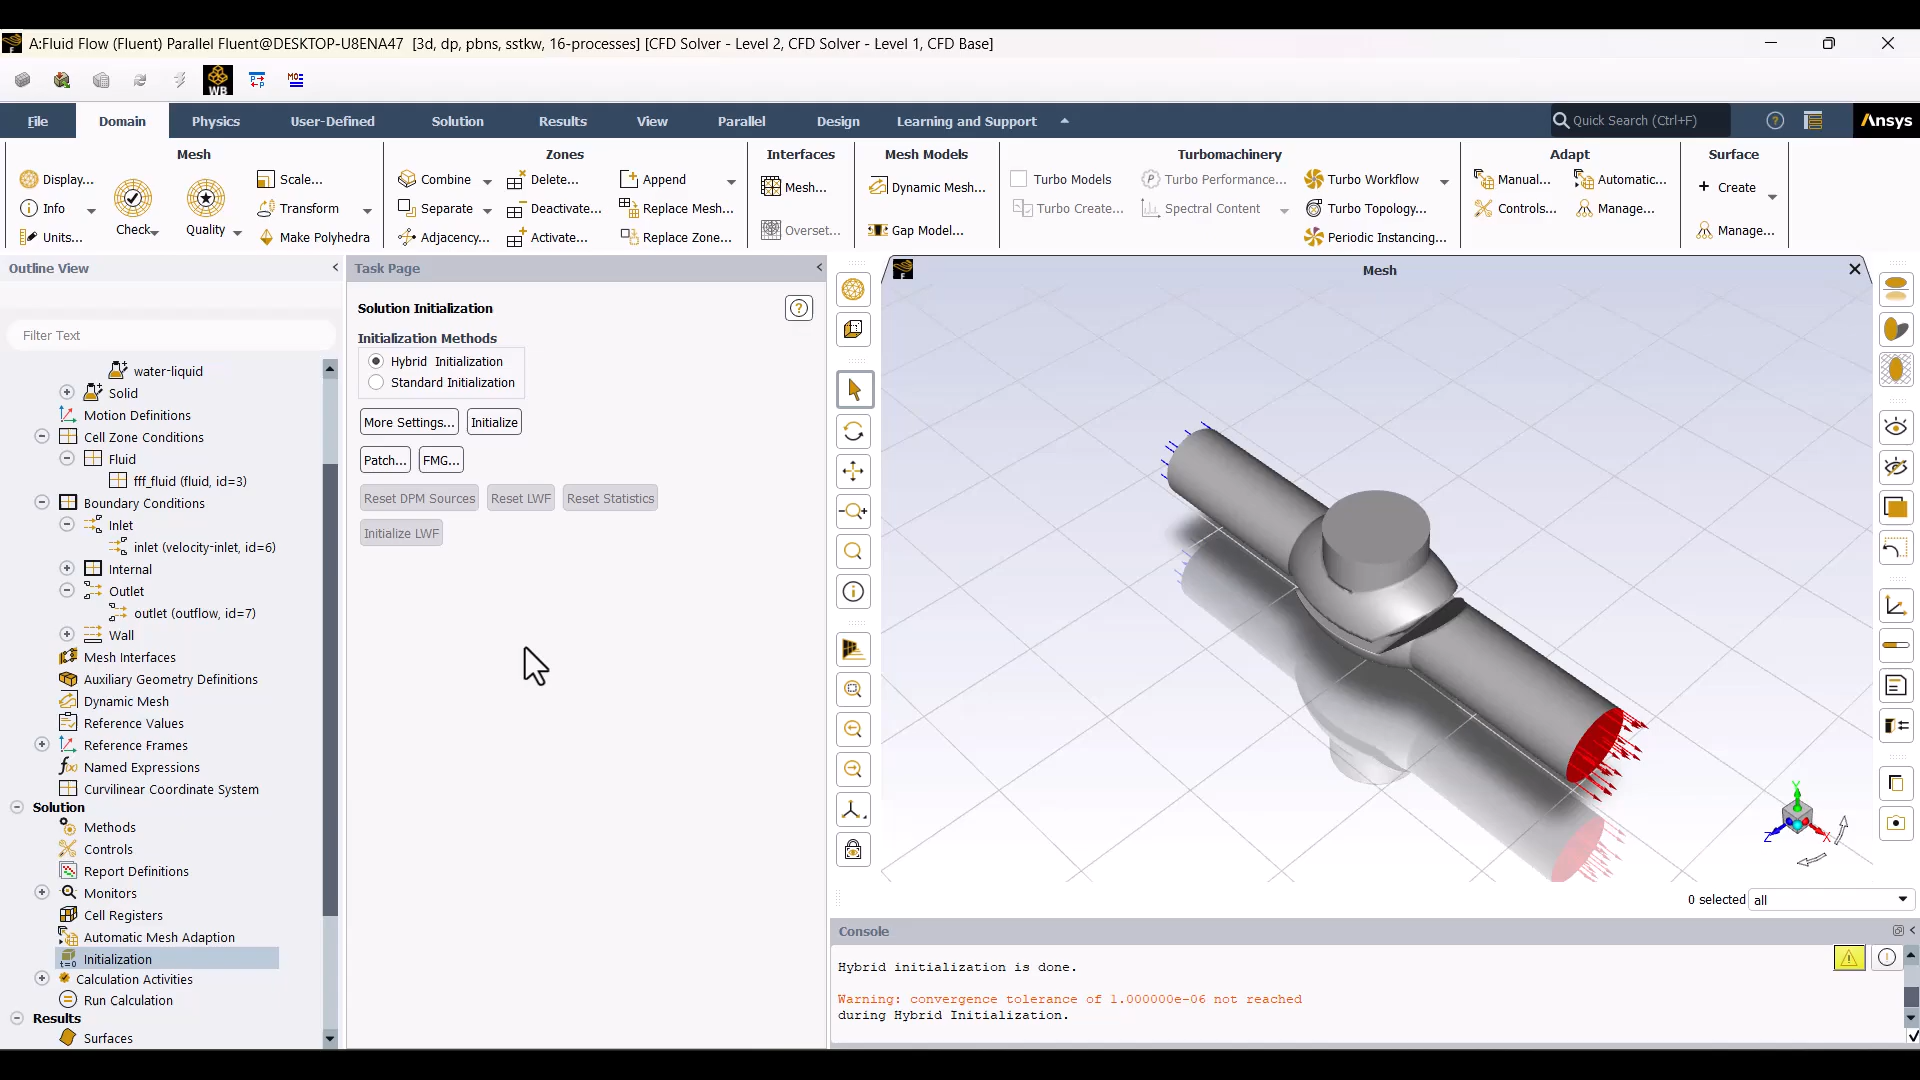 A:Fluid Flow (Fluent) Parallel Fluent@DESKTOP-U8ENA47 [3d, dp, pbns, sstkw, 16-processes] [CFD Solver - Level 2, CFD Solver - Level 1, CFD Base]
WB
File Domain Physics User-Defined Solution Results View Parallel Design Learning and Support Quick Search (Ctrl+F) Ansys
Mesh
Display...
Info
Units...
Check
Quality
Scale...
Transform
Make Polyhedra
Zones
Combine
Separate
Adjacency...
Delete...
Deactivate...
Activate...
Append
Replace Mesh...
Replace Zone...
Interfaces
Mesh...
Overset...
Mesh Models
Dynamic Mesh...
Gap Model...
Turbomachinery
Turbo Models
Turbo Create...
Turbo Performance...
Spectral Content
Turbo Workflow
Turbo Topology...
Periodic Instancing...
Adapt
Manual...
Controls...
Automatic...
Manage...
Surface
Create
Manage...
Outline View
Filter Text
water-liquid
Solid
Motion Definitions
Cell Zone Conditions
Fluid
fff_fluid (fluid, id=3)
Boundary Conditions
Inlet
inlet (velocity-inlet, id=6)
Internal
Outlet
outlet (outflow, id=7)
Wall
Mesh Interfaces
Auxiliary Geometry Definitions
Dynamic Mesh
Reference Values
Reference Frames
Named Expressions
Curvilinear Coordinate System
Solution
Methods
Controls
Report Definitions
Monitors
Cell Registers
Automatic Mesh Adaption
Initialization
Calculation Activities
Run Calculation
Results
Surfaces
Task Page
Solution Initialization
Initialization Methods
Hybrid Initialization
Standard Initialization
More Settings... Initialize
Patch... FMG...
Reset DPM Sources Reset LWF Reset Statistics
Initialize LWF
Mesh
Y
Z
X
0 selected all
Console
Hybrid initialization is done.
Warning: convergence tolerance of 1.000000e-06 not reached
during Hybrid Initialization.